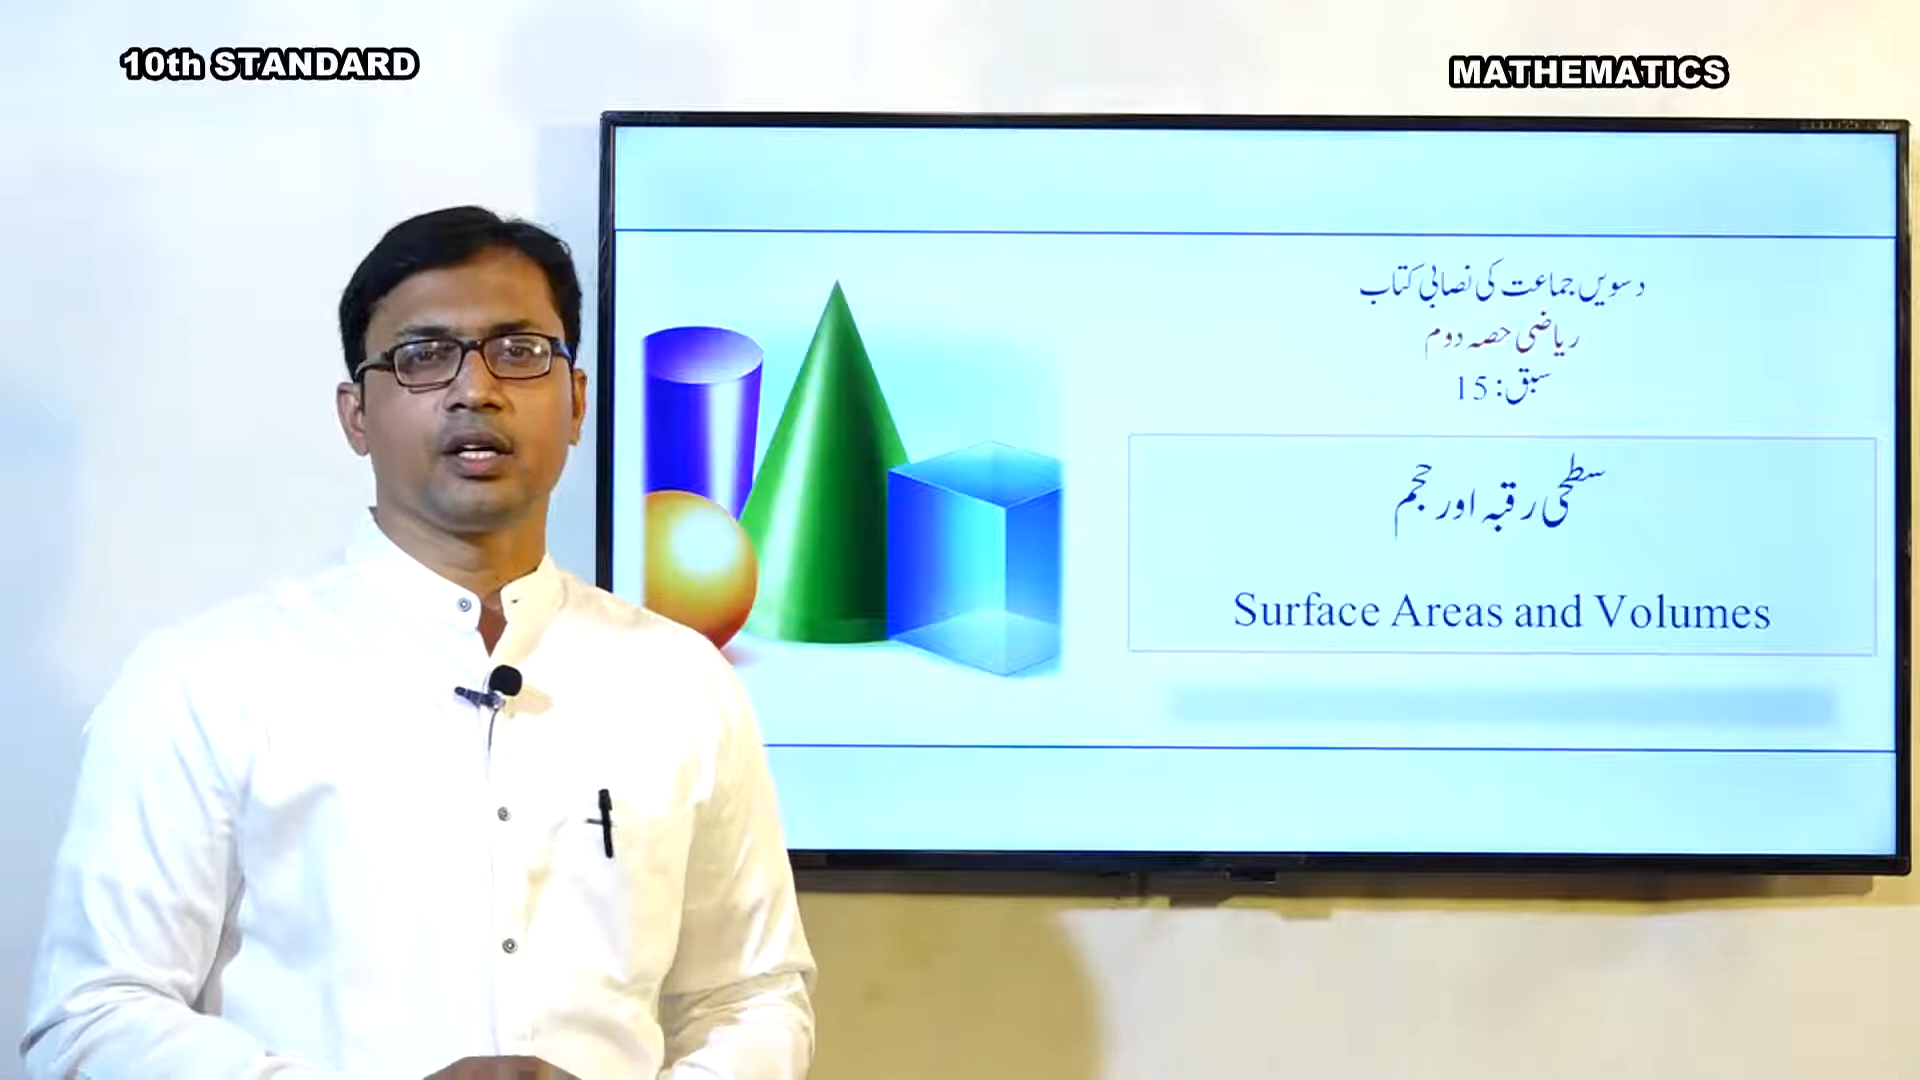 10th STANDARD
MATHEMATICS
دسویں جماعت کی نصابی کتاب
ریاضی حصہ دوم
سبق: 15
سطحی رقبہ اور حجم
Surface Areas and Volumes